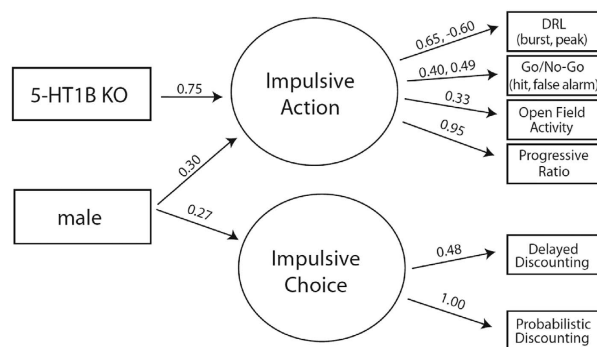 5-HT1B KO
0.75
Impulsive
Action
0.65, -0.60
DRL
(burst, peak)
0.40, 0.49
Go/No-Go
(hit, false alarm)
0.33
Open Field
Activity
0.95
Progressive
Ratio
male
0.30
0.27
Impulsive
Choice
0.48
Delayed
Discounting
1.00
Probabilistic
Discounting